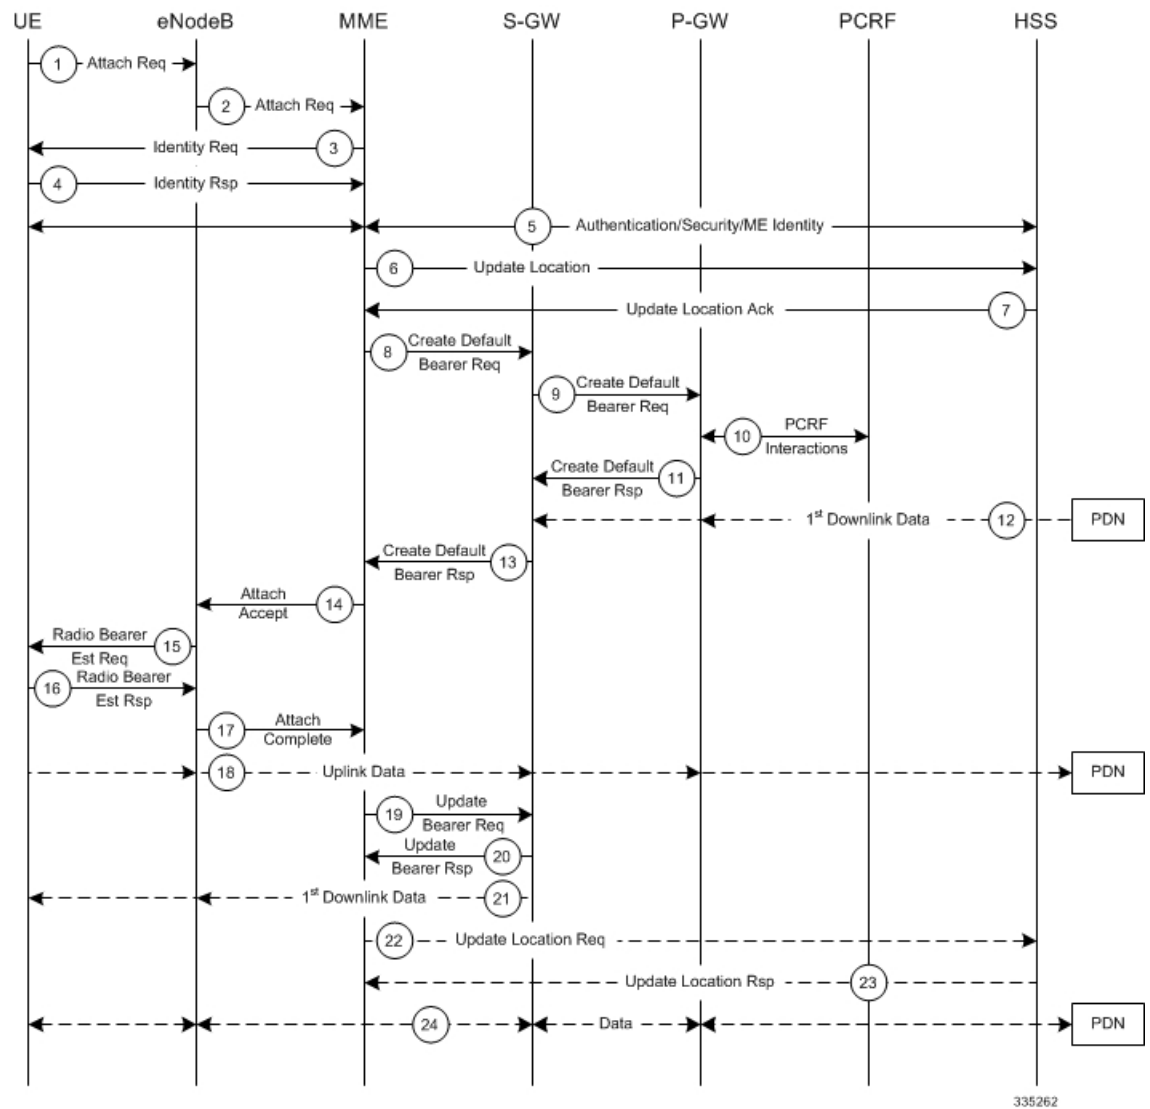 UE eNodeB MME S-GW P-GW PCRF HSS
1 Attach Req
2 Attach Req
Identity Req 3
4 Identity Rsp
5 Authentication/Security/ME Identity
6 Update Location
Update Location Ack 7
8 Create Default
Bearer Req
9 Create Default
Bearer Req
10 PCRF
Interactions
Create Default 11
Bearer Rsp
1st Downlink Data 12 PDN
Create Default 13
Bearer Rsp
Attach 14
Accept
Radio Bearer 15
Est Req
16 Radio Bearer
Est Rsp
17 Attach
Complete
18 Uplink Data PDN
19 Update
Bearer Req
Update 20
Bearer Rsp
1st Downlink Data 21
22 Update Location Req
Update Location Rsp 23
24 Data PDN
335262